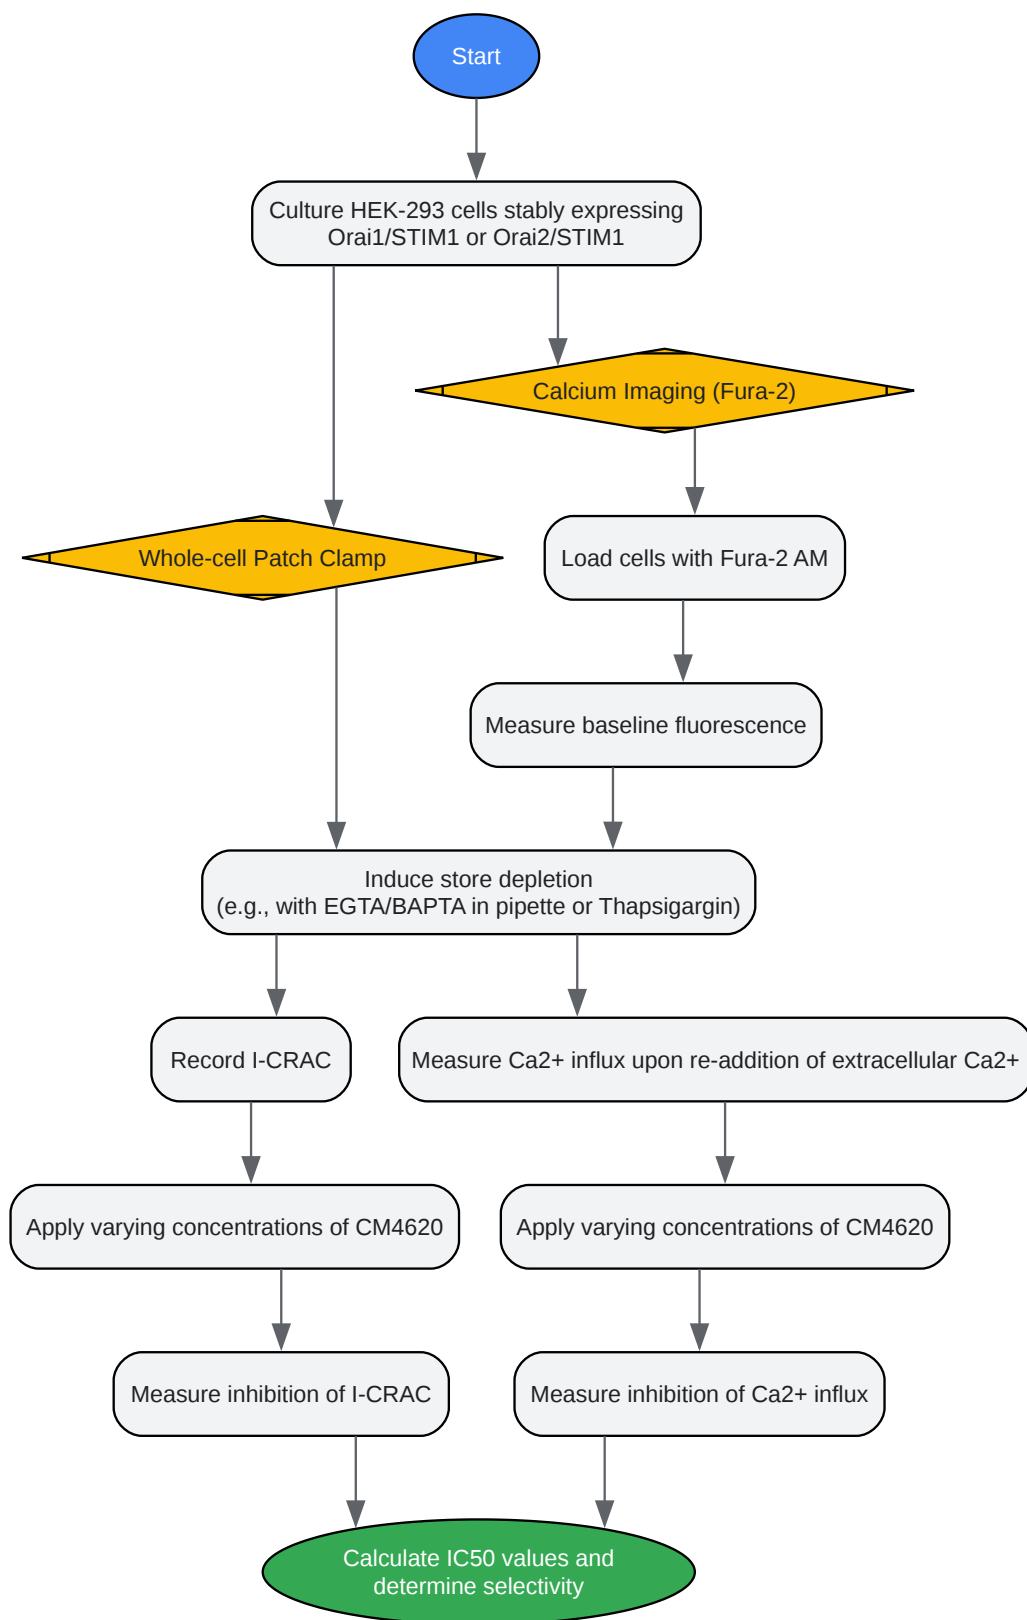 Start
Culture HEK-293 cells stably expressing
Orai1/STIM1 or Orai2/STIM1
Calcium Imaging (Fura-2)
Whole-cell Patch Clamp
Load cells with Fura-2 AM
Measure baseline fluorescence
Induce store depletion
(e.g., with EGTA/BAPTA in pipette or Thapsigargin)
Record I-CRAC
Measure Ca2+ influx upon re-addition of extracellular Ca2+
Apply varying concentrations of CM4620
Apply varying concentrations of CM4620
Measure inhibition of I-CRAC
Measure inhibition of Ca2+ influx
Calculate IC50 values and
determine selectivity